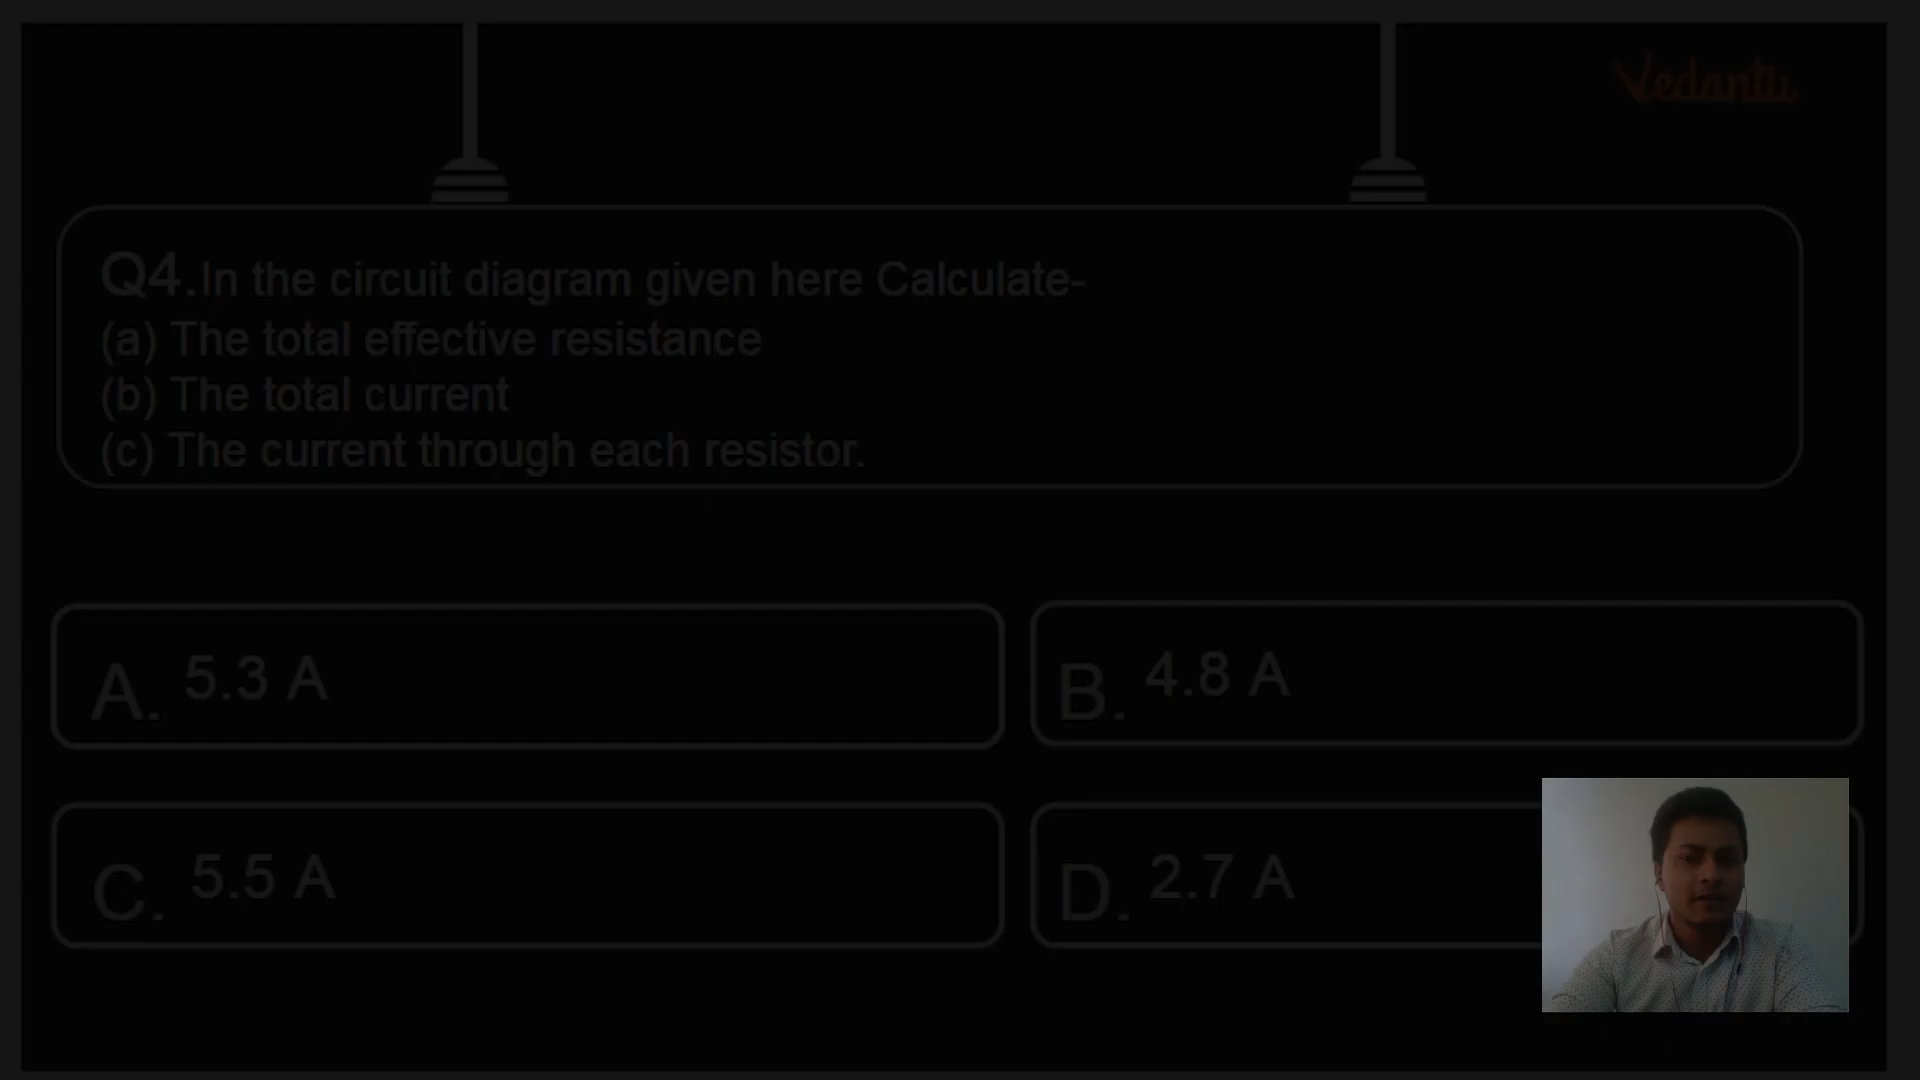 Vedantu
Q4.In the circuit diagram given here Calculate-
(a) The total effective resistance
(b) The total current
(c) The current through each resistor.
A. 5.3 A
B. 4.8 A
C. 5.5 A
D. 2.7 A